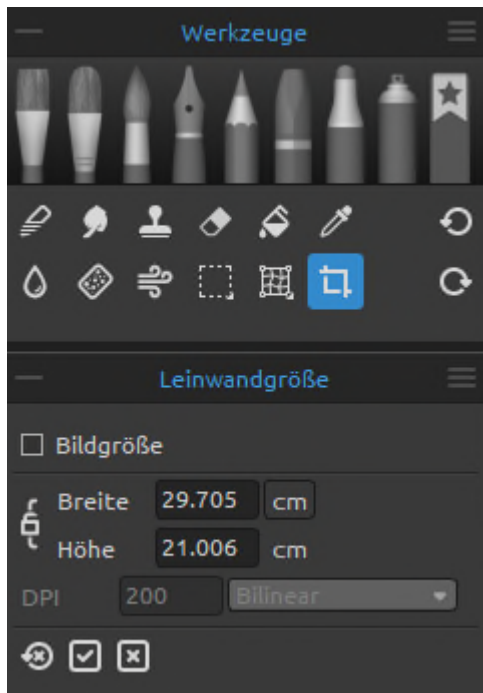 Werkzeuge
Leinwandgröße
Bildgröße
Breite 29.705 cm
Höhe 21.006 cm
DPI 200 Bilinear